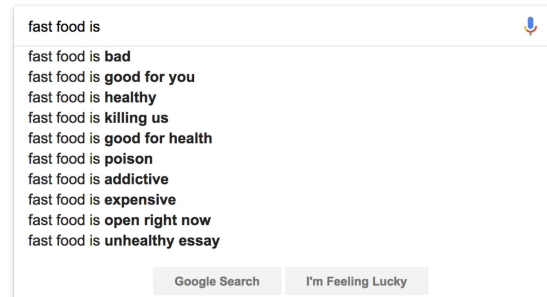 fast food is
fast food is bad
fast food is good for you
fast food is healthy
fast food is killing us
fast food is good for health
fast food is poison
fast food is addictive
fast food is expensive
fast food is open right now
fast food is unhealthy essay
Google Search I'm Feeling Lucky